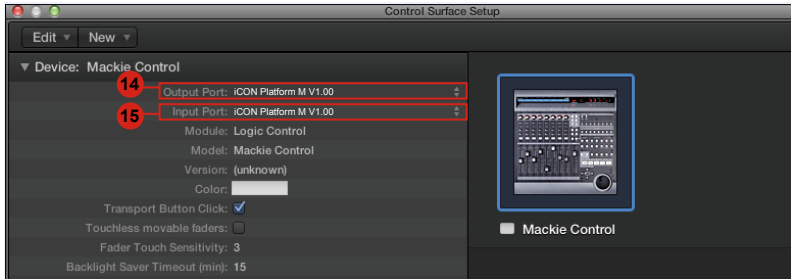 Control Surface Setup
Edit New
Device: Mackie Control
14
Output Port: iCON Platform M V1.00
15
Input Port: iCON Platform M V1.00
Module: Logic Control
Model: Mackie Control
Version: (unknown)
Color:
Transport Button Click:
Touchless movable faders:
Fader Touch Sensitivity: 3
Backlight Saver Timeout (min): 15
Mackie Control